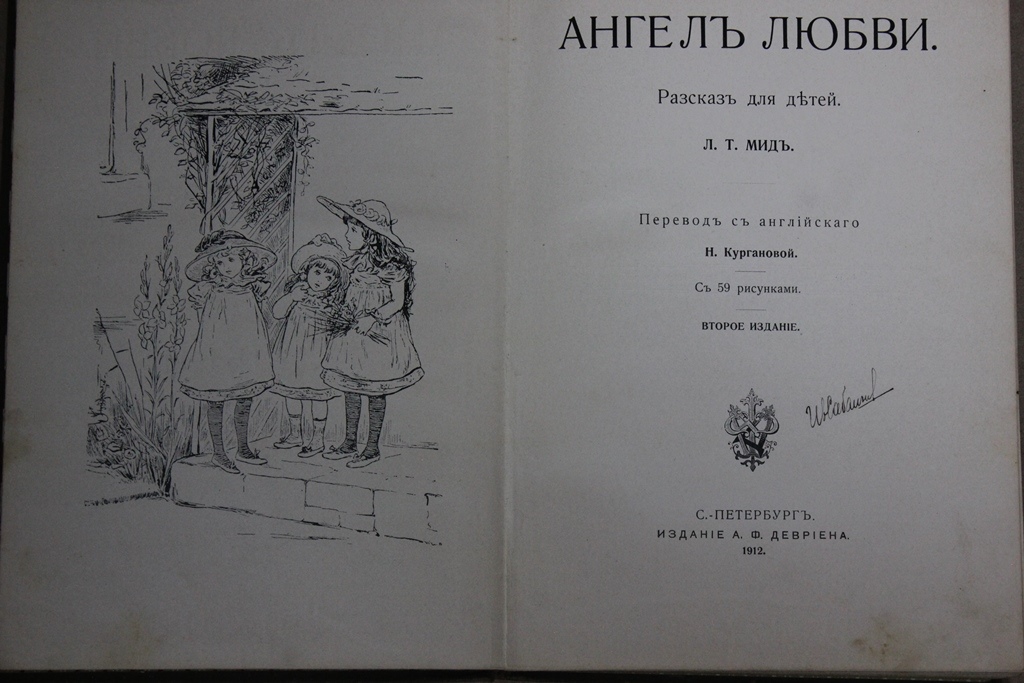 АНГЕЛЪ ЛЮБВИ.
Разсказъ для дѣтей.
Л. Т. МИДЪ.
Переводъ съ англійскаго
Н. Кургановой.
Съ 59 рисунками.
ВТОРОЕ ИЗДАНІЕ.
С.-ПЕТЕРБУРГЪ.
ИЗДАНІЕ А. Ф. ДЕВРІЕНА.
1912.